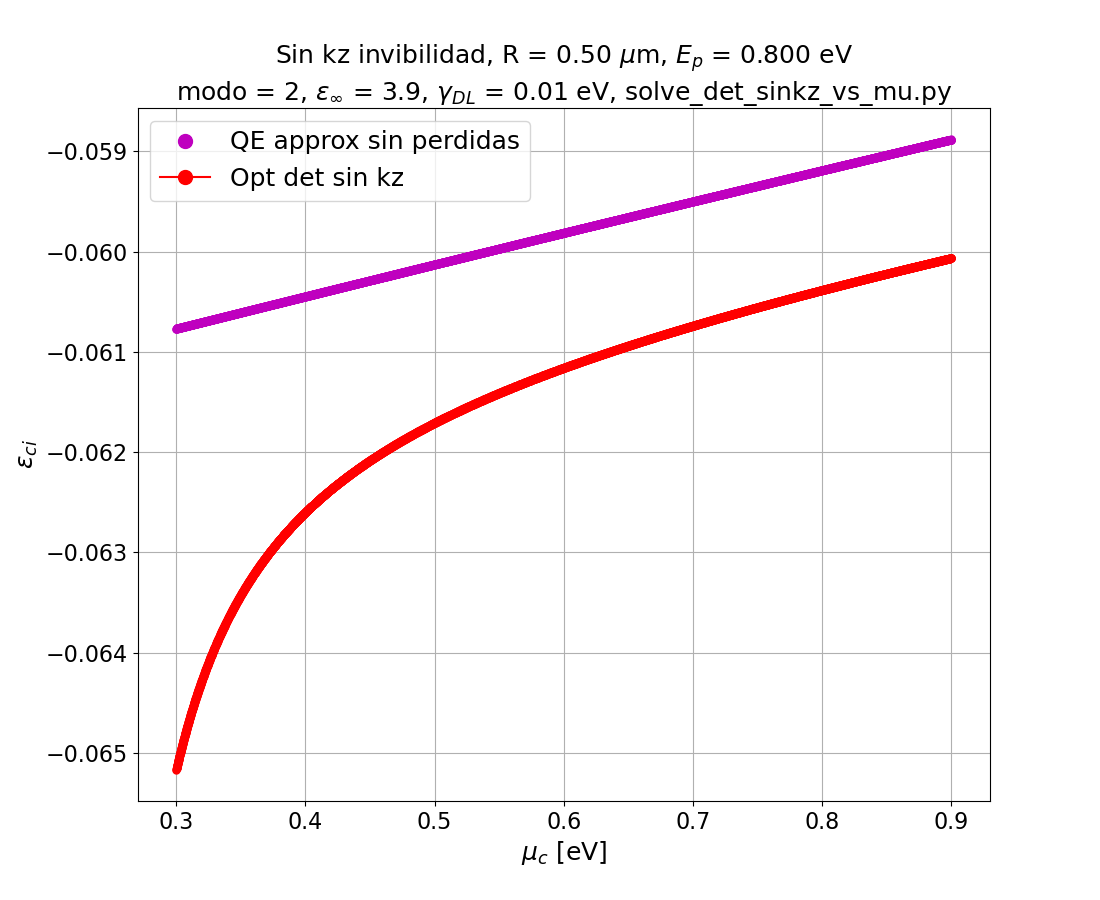 Sin kz invibilidad, R = 0.50 μm, E_p = 0.800 eV
modo = 2, ε_∞ = 3.9, γ_DL = 0.01 eV, solve_det_sinkz_vs_mu.py
QE approx sin perdidas
Opt det sin kz
−0.059
−0.060
−0.061
−0.062
−0.063
−0.064
−0.065
ε_ci
0.3 0.4 0.5 0.6 0.7 0.8 0.9
μ_c [eV]